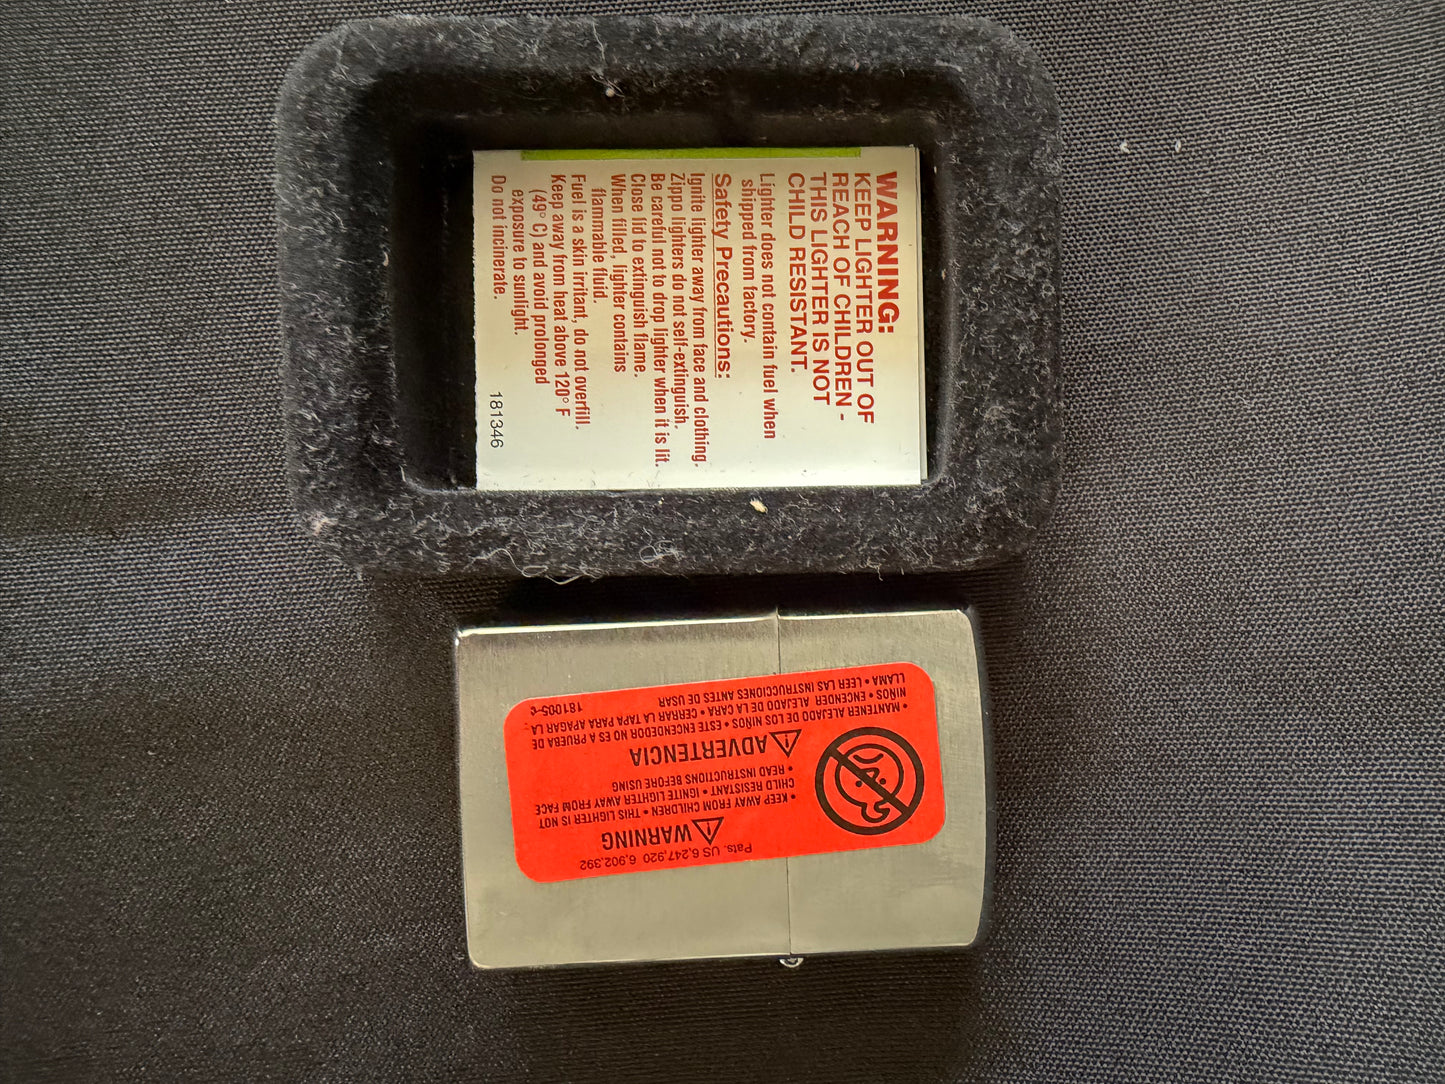 WARNING:
KEEP LIGHTER OUT OF
REACH OF CHILDREN -
THIS LIGHTER IS NOT
CHILD RESISTANT.
Lighter does not contain fuel when
shipped from factory.
Safety Precautions:
Ignite lighter away from face and clothing.
Zippo lighters do not self-extinguish.
Be careful not to drop lighter when it is lit.
Close lid to extinguish flame.
When filled, lighter contains
flammable fluid.
Fuel is a skin irritant, do not overfill.
Keep away from heat above 120° F
(49° C) and avoid prolonged
exposure to sunlight.
Do not incinerate.
181346
Pats. US 6,247,920 6,902,392
⚠WARNING
• KEEP AWAY FROM CHILDREN • THIS LIGHTER IS NOT
CHILD RESISTANT • IGNITE LIGHTER AWAY FROM FACE
• READ INSTRUCTIONS BEFORE USING
⚠ADVERTENCIA
• MANTENER ALEJADO DE LOS NIÑOS • ESTE ENCENDEDOR NO ES A PRUEBA DE
NIÑOS • ENCENDER ALEJADO DE LA CARA • CERRAR LA TAPA PARA APAGAR LA
LLAMA • LEER LAS INSTRUCCIONES ANTES DE USAR
181005-